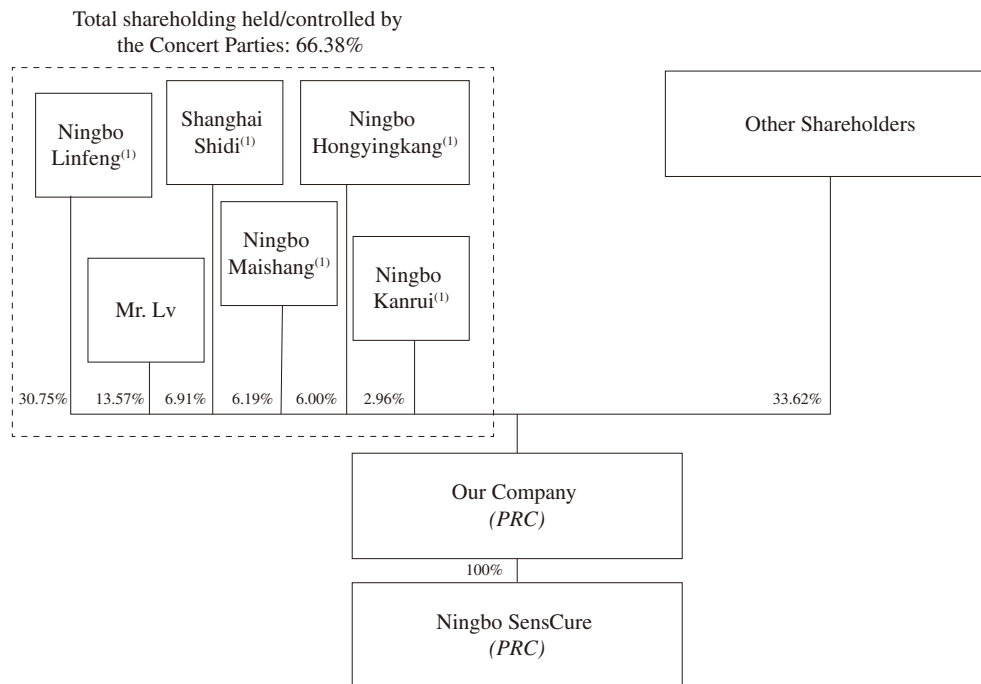 Total shareholding held/controlled by
the Concert Parties: 66.38%
Ningbo
Linfeng(1)
Shanghai
Shidi(1)
Ningbo
Hongyingkang(1)
Other Shareholders
Mr. Lv
Ningbo
Maishang(1)
Ningbo
Kanrui(1)
30.75%
13.57%
6.91%
6.19%
6.00%
2.96%
33.62%
Our Company
(PRC)
100%
Ningbo SensCure
(PRC)